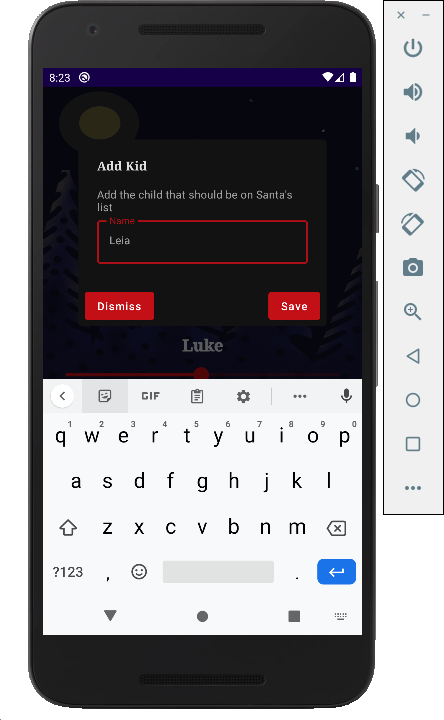 8:23
Add Kid
Add the child that should be on Santa's
list
Name
Leia
Dismiss
Save
Luke
GIF
1 2 3 4 5 6 7 8 9 0
q w e r t y u i o p
a s d f g h j k l
z x c v b n m
?123 , .